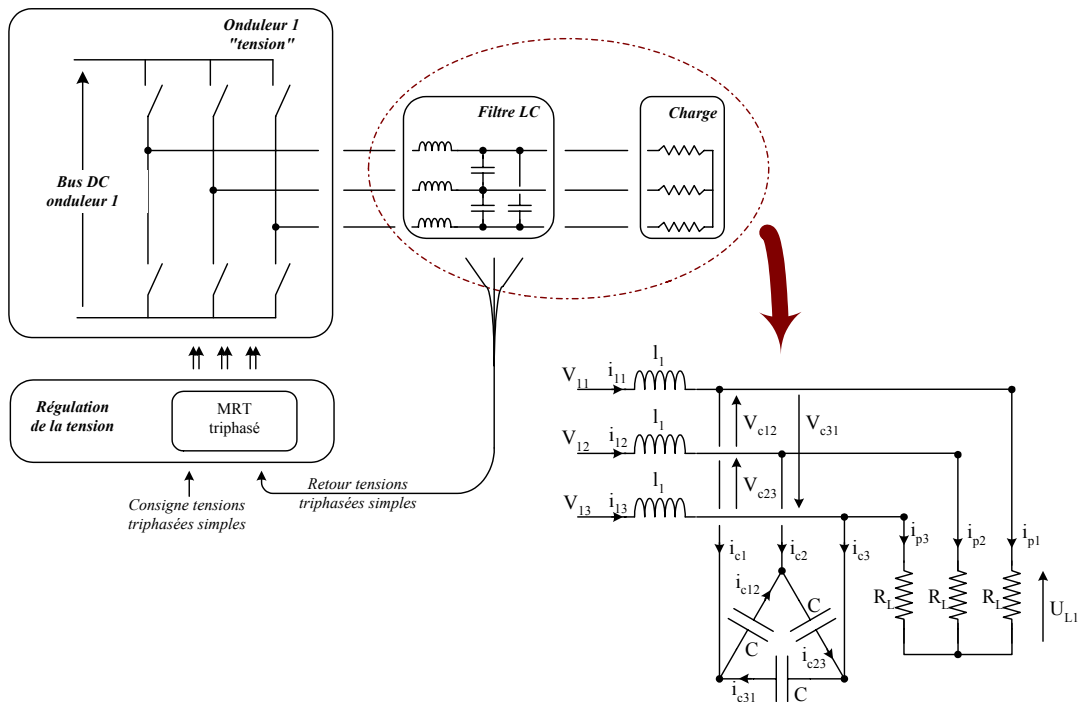 Onduleur 1
"tension"
Bus DC
onduleur 1
Filtre LC
Charge
Régulation
de la tension
MRT
triphasé
Consigne tensions
triphasées simples
Retour tensions
triphasées simples
V11
i11
l1
V12
i12
l1
V13
i13
l1
Vc12
Vc31
Vc23
ic1
ic2
ic3
ip3
ip2
ip1
ic12
C
C
ic23
ic31
C
RL
RL
RL
UL1